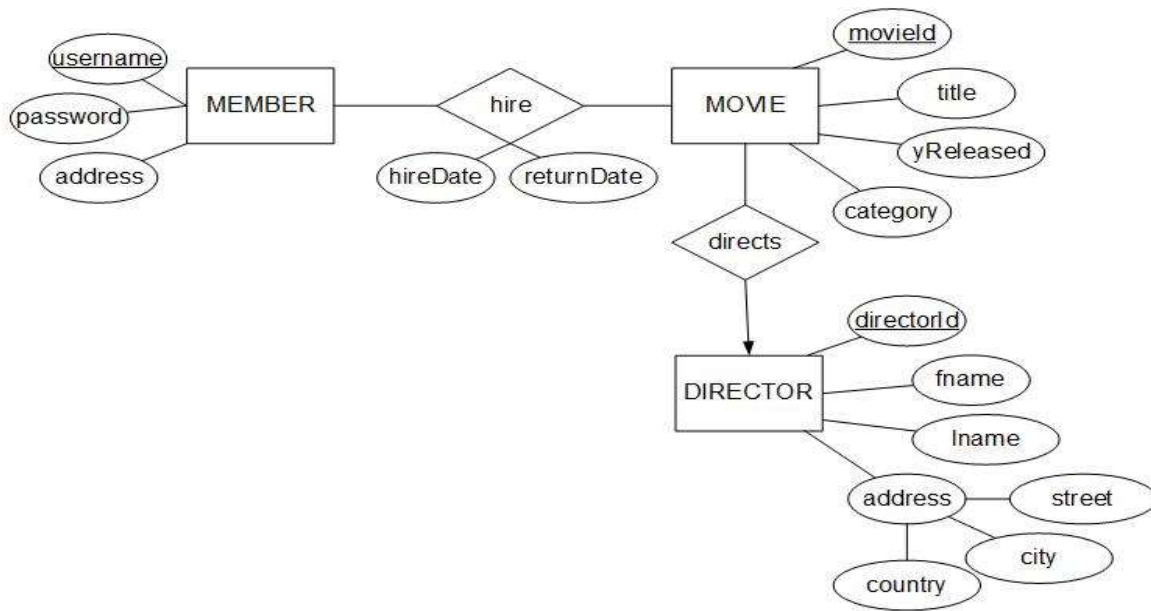 username
password
address
MEMBER
hire
hireDate
returnDate
MOVIE
movieId
title
yReleased
category
directs
DIRECTOR
directorId
fname
lname
address
street
city
country